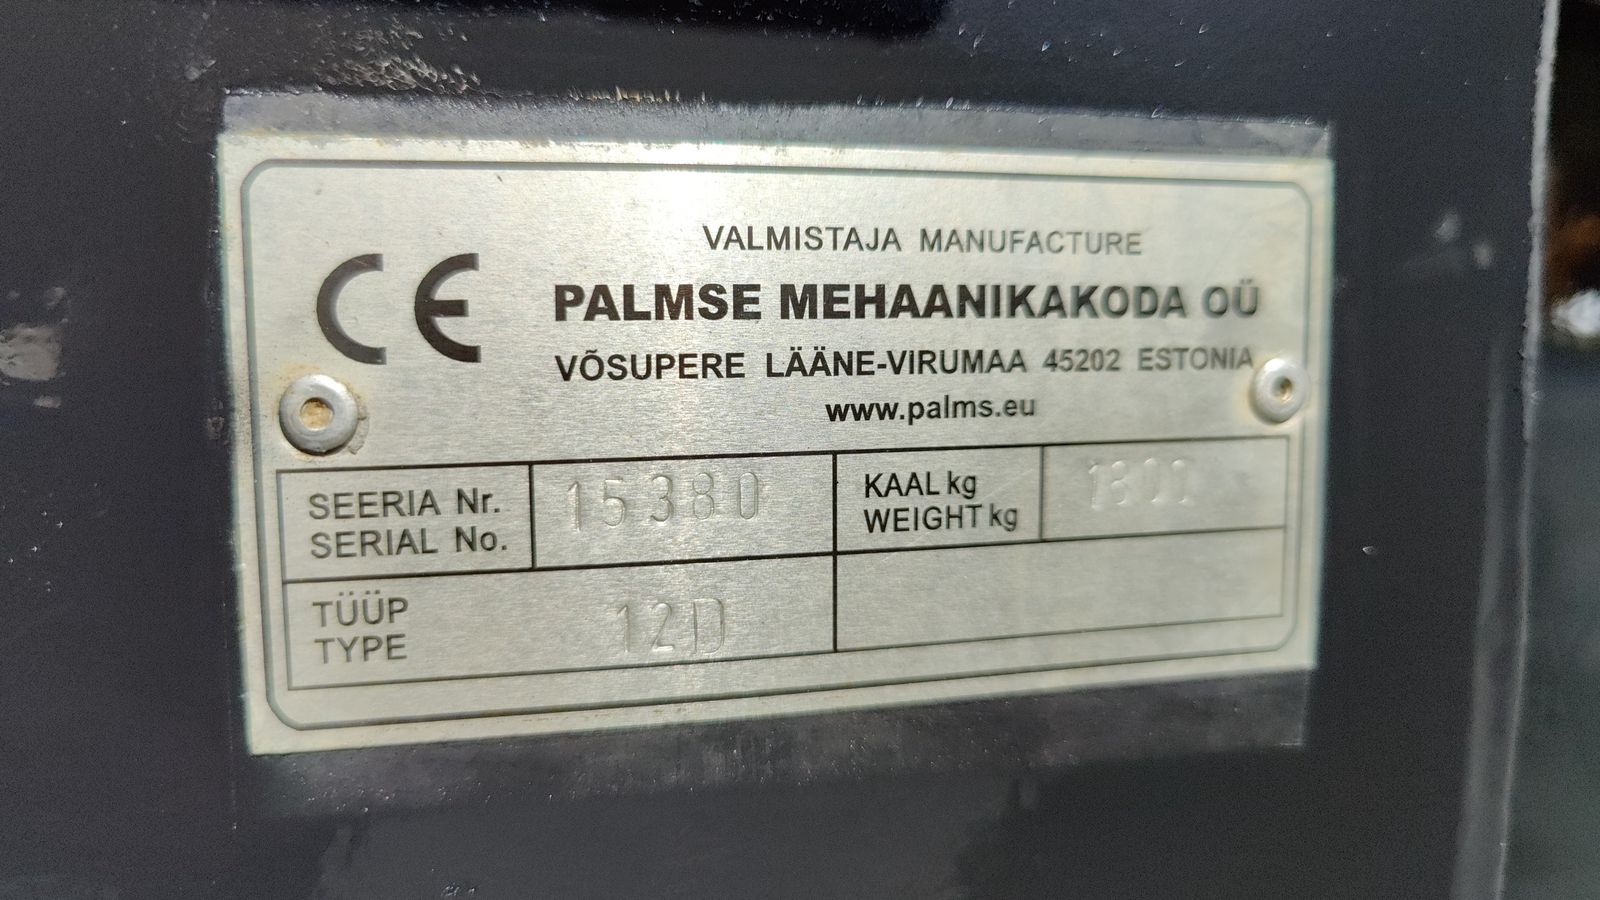 VALMISTAJA MANUFACTURE
CE
PALMSE MEHAANIKAKODA OÜ
VÕSUPERE LÄÄNE-VIRUMAA 45202 ESTONIA
www.palms.eu
SEERIA Nr.
SERIAL No.
15380
KAAL kg
WEIGHT kg
TÜÜP
TYPE
12D